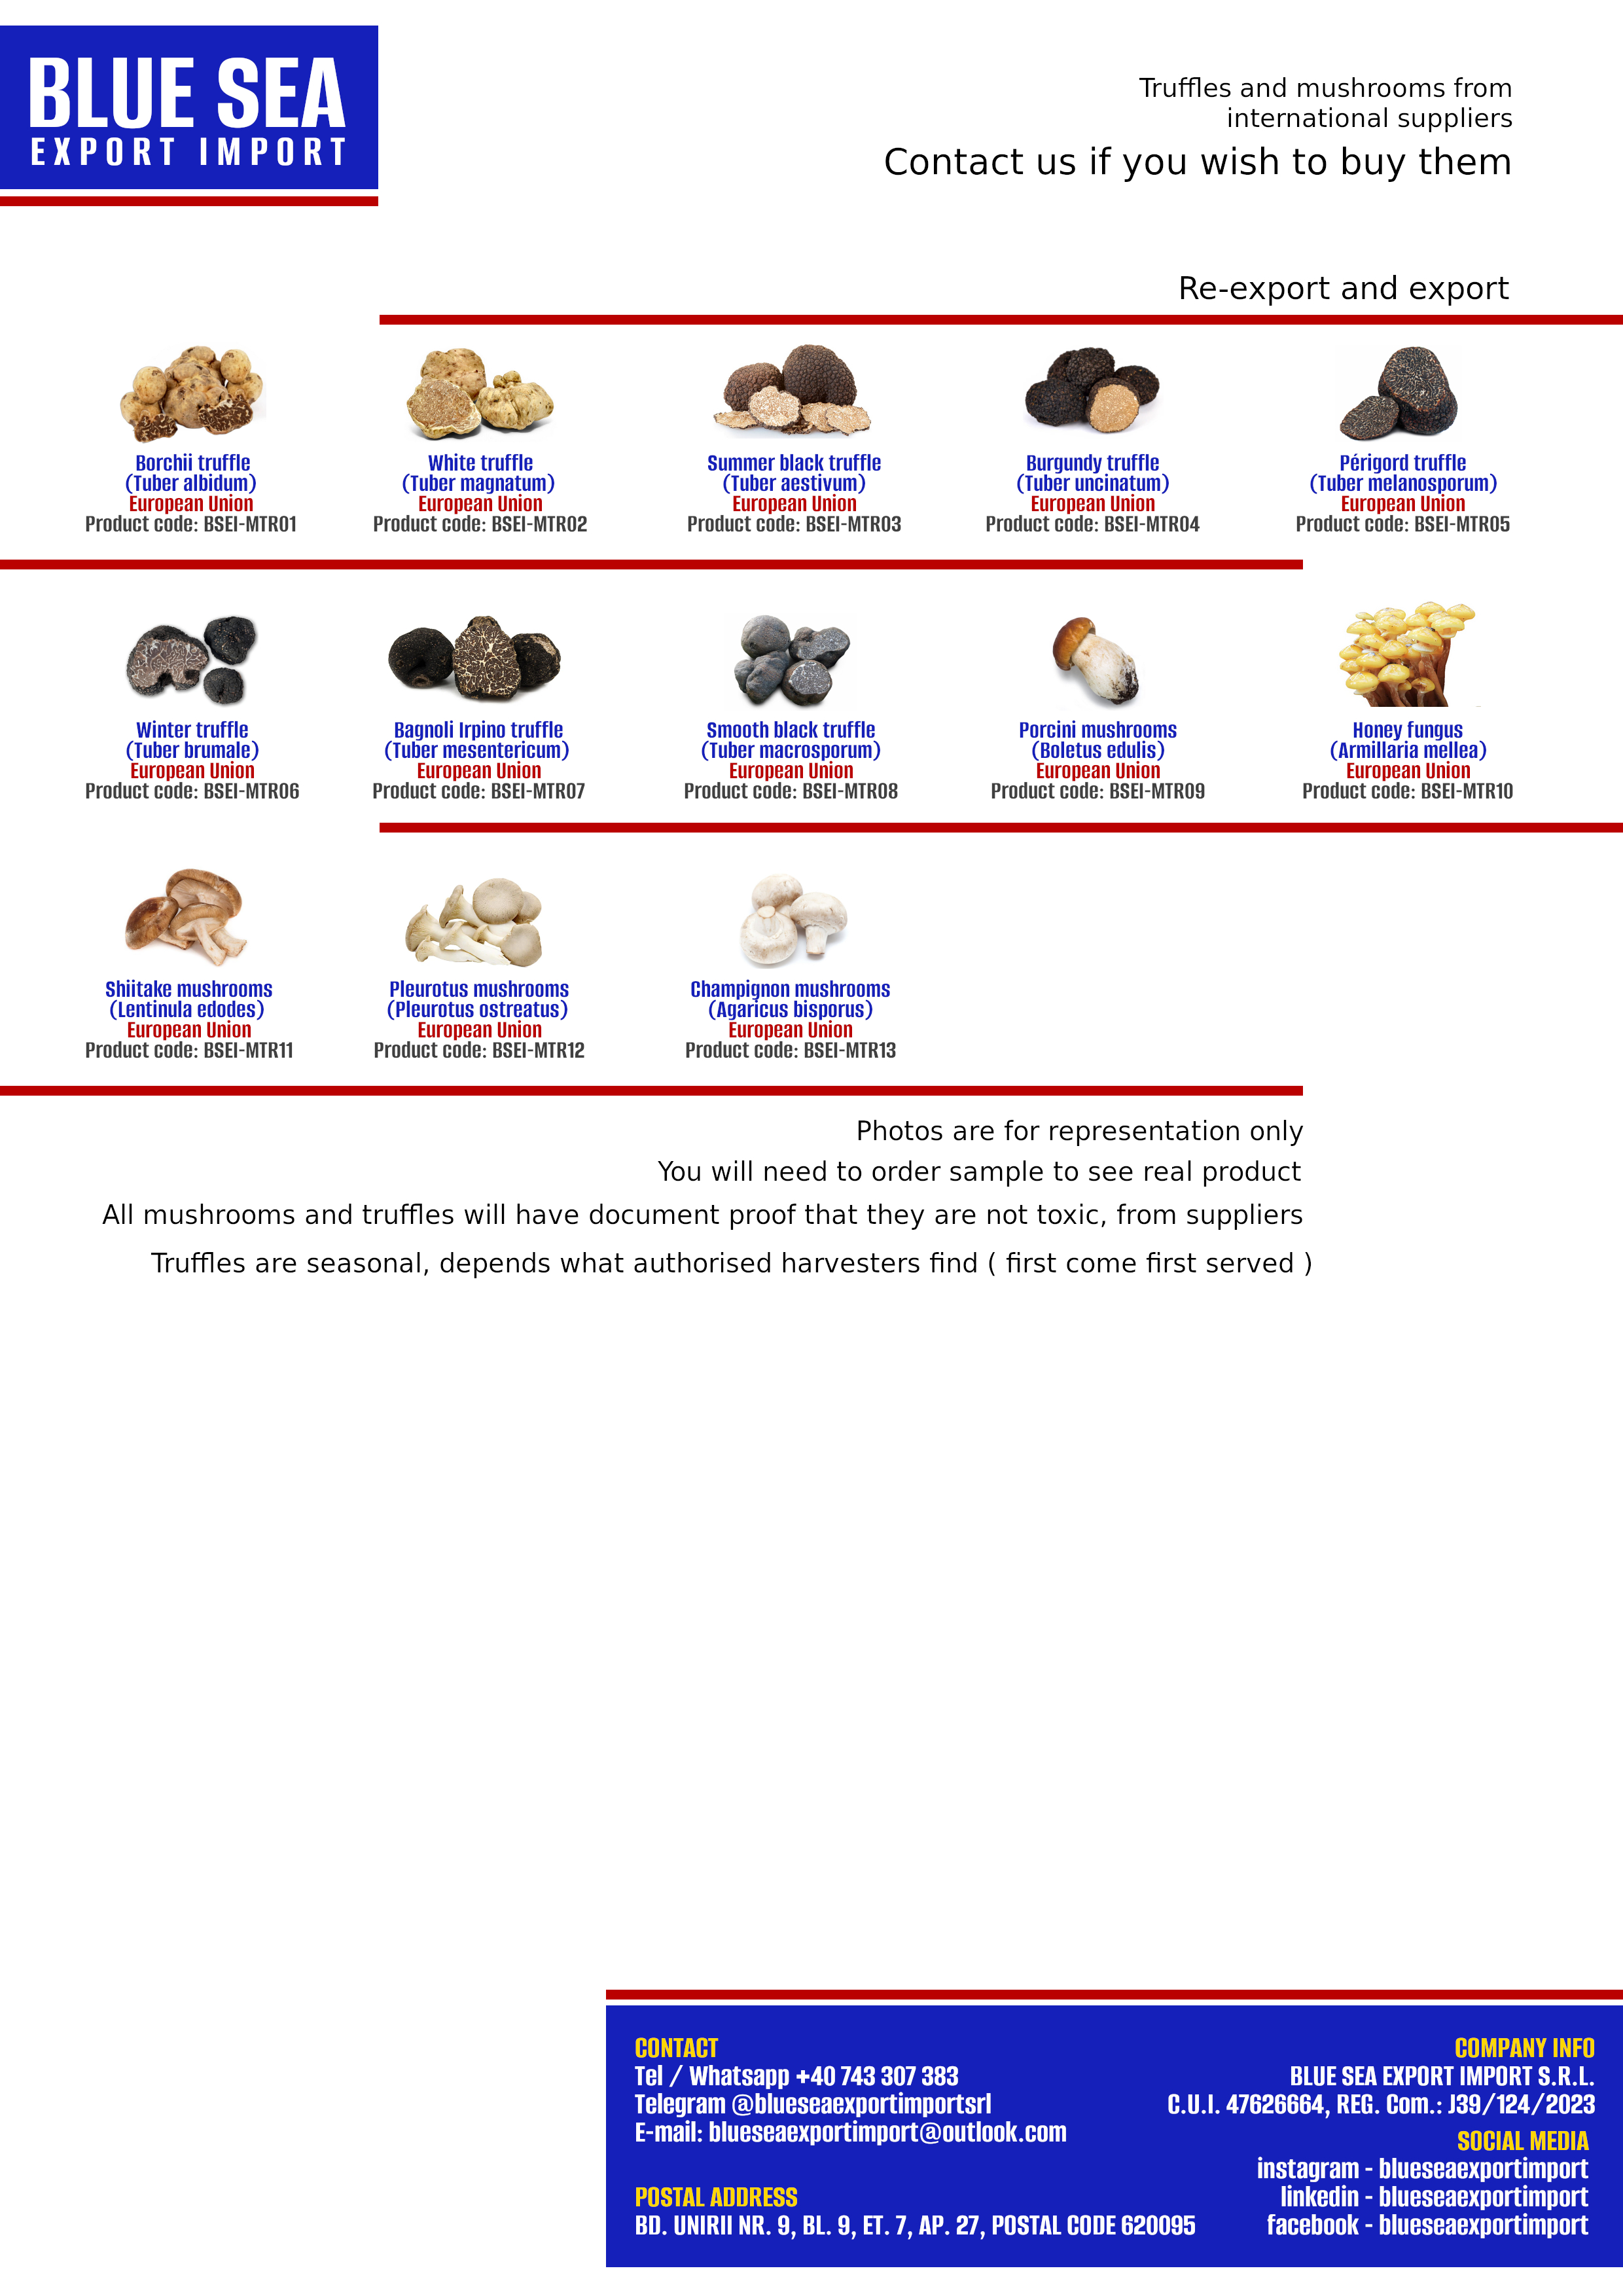 BLUE SEA
EXPORT IMPORT
Truffles and mushrooms from
international suppliers
Contact us if you wish to buy them
Re-export and export
Borchii truffle
(Tuber albidum)
European Union
Product code: BSEI-MTR01
White truffle
(Tuber magnatum)
European Union
Product code: BSEI-MTR02
Summer black truffle
(Tuber aestivum)
European Union
Product code: BSEI-MTR03
Burgundy truffle
(Tuber uncinatum)
European Union
Product code: BSEI-MTR04
Périgord truffle
(Tuber melanosporum)
European Union
Product code: BSEI-MTR05
Winter truffle
(Tuber brumale)
European Union
Product code: BSEI-MTR06
Bagnoli Irpino truffle
(Tuber mesentericum)
European Union
Product code: BSEI-MTR07
Smooth black truffle
(Tuber macrosporum)
European Union
Product code: BSEI-MTR08
Porcini mushrooms
(Boletus edulis)
European Union
Product code: BSEI-MTR09
Honey fungus
(Armillaria mellea)
European Union
Product code: BSEI-MTR10
Shiitake mushrooms
(Lentinula edodes)
European Union
Product code: BSEI-MTR11
Pleurotus mushrooms
(Pleurotus ostreatus)
European Union
Product code: BSEI-MTR12
Champignon mushrooms
(Agaricus bisporus)
European Union
Product code: BSEI-MTR13
Photos are for representation only
You will need to order sample to see real product
All mushrooms and truffles will have document proof that they are not toxic, from suppliers
Truffles are seasonal, depends what authorised harvesters find ( first come first served )
CONTACT
Tel / Whatsapp +40 743 307 383
Telegram @blueseaexportimportsrl
E-mail: blueseaexportimport@outlook.com
POSTAL ADDRESS
BD. UNIRII NR. 9, BL. 9, ET. 7, AP. 27, POSTAL CODE 620095
COMPANY INFO
BLUE SEA EXPORT IMPORT S.R.L.
C.U.I. 47626664, REG. Com.: J39/124/2023
SOCIAL MEDIA
instagram - blueseaexportimport
linkedin - blueseaexportimport
facebook - blueseaexportimport